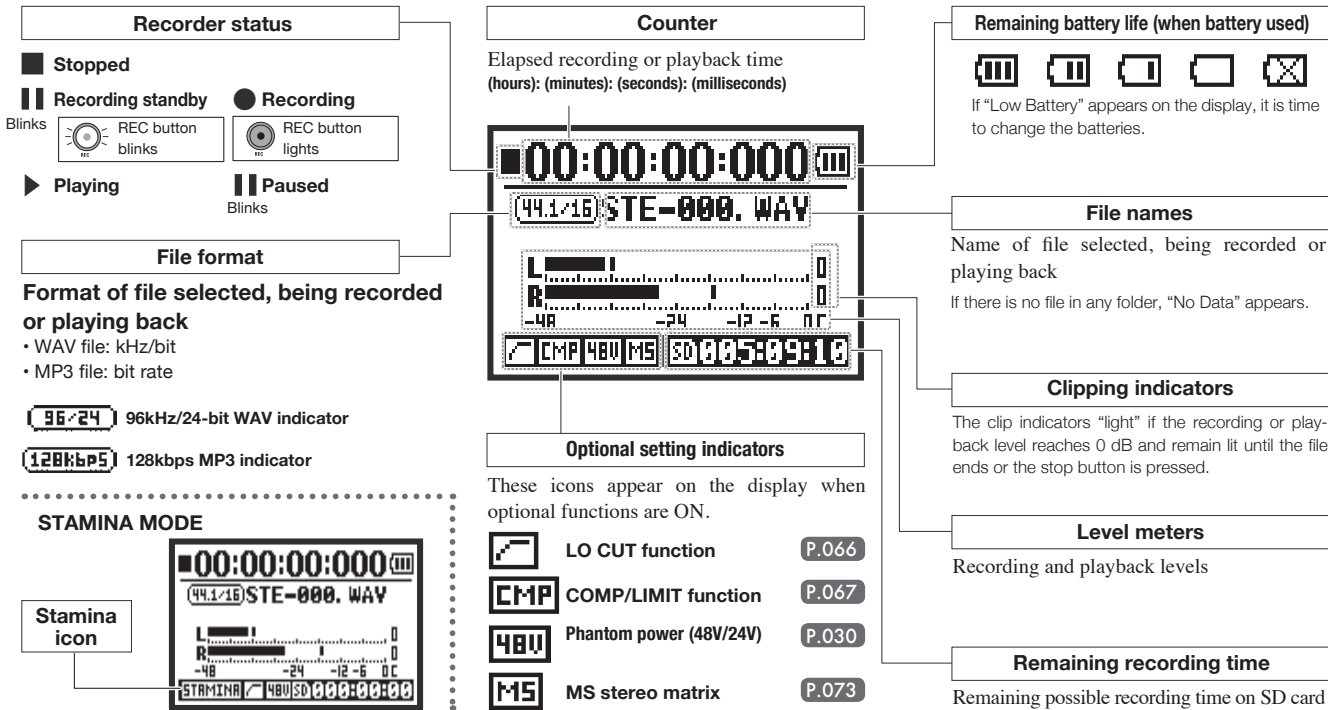 Recorder status
Stopped
Recording standby
Recording
Blinks
REC button
blinks
REC
REC button
lights
REC
Playing
Paused
Blinks
File format
Format of file selected, being recorded
or playing back
• WAV file: kHz/bit
• MP3 file: bit rate
96/24 96kHz/24-bit WAV indicator
128kbps 128kbps MP3 indicator
STAMINA MODE
Stamina
icon
00:00:00:000
44.1/16 STE-000. WAV
L 0
R 0
-48 -24 -12 -6 0
STAMINA 48V SD 000:00:00
Counter
Elapsed recording or playback time
(hours): (minutes): (seconds): (milliseconds)
00:00:00:000
44.1/16 STE-000. WAV
L 0
R 0
-48 -24 -12 -6 0
CMP 48V MS SD 005:09:10
Optional setting indicators
These icons appear on the display when
optional functions are ON.
LO CUT function P.066
CMP COMP/LIMIT function P.067
48V Phantom power (48V/24V) P.030
MS MS stereo matrix P.073
Remaining battery life (when battery used)
If “Low Battery” appears on the display, it is time
to change the batteries.
File names
Name of file selected, being recorded or
playing back
If there is no file in any folder, “No Data” appears.
Clipping indicators
The clip indicators “light” if the recording or play-
back level reaches 0 dB and remain lit until the file
ends or the stop button is pressed.
Level meters
Recording and playback levels
Remaining recording time
Remaining possible recording time on SD card